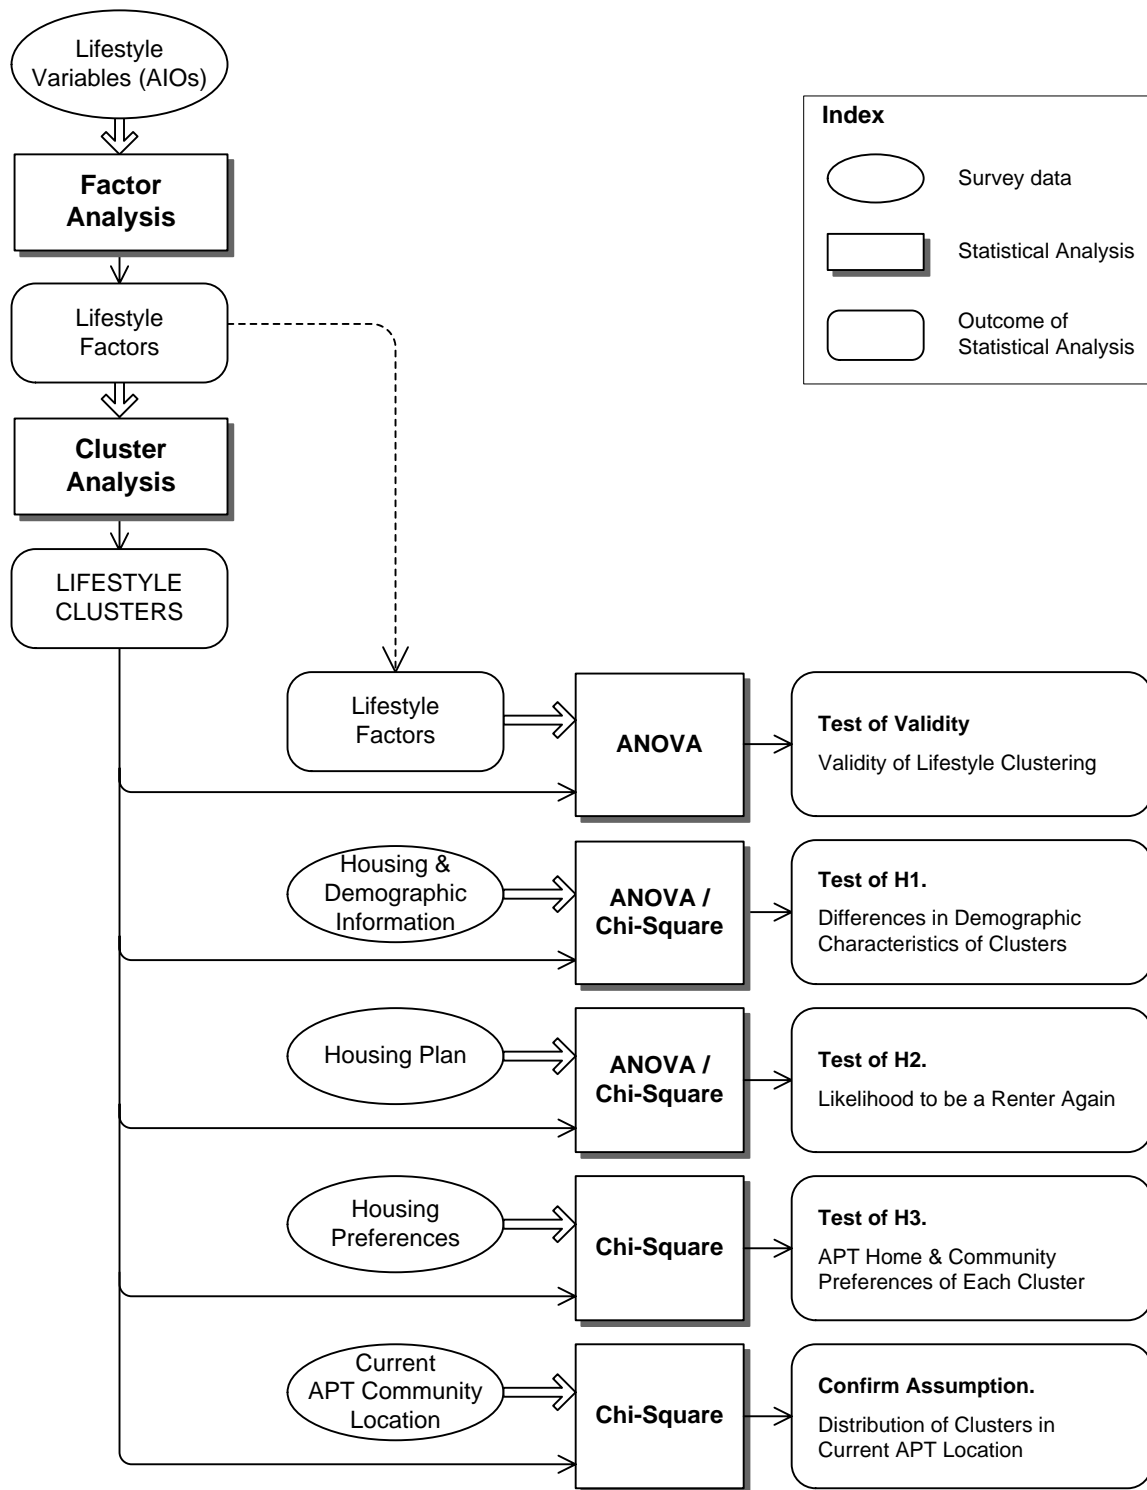 Lifestyle
Variables (AIOs)
Index
Survey data
Statistical Analysis
Outcome of
Statistical Analysis
Factor
Analysis
Lifestyle
Factors
Cluster
Analysis
LIFESTYLE
CLUSTERS
Lifestyle
Factors
ANOVA
Test of Validity
Validity of Lifestyle Clustering
Housing &
Demographic
Information
ANOVA /
Chi-Square
Test of H1.
Differences in Demographic
Characteristics of Clusters
Housing Plan
ANOVA /
Chi-Square
Test of H2.
Likelihood to be a Renter Again
Housing
Preferences
Chi-Square
Test of H3.
APT Home & Community
Preferences of Each Cluster
Current
APT Community
Location
Chi-Square
Confirm Assumption.
Distribution of Clusters in
Current APT Location